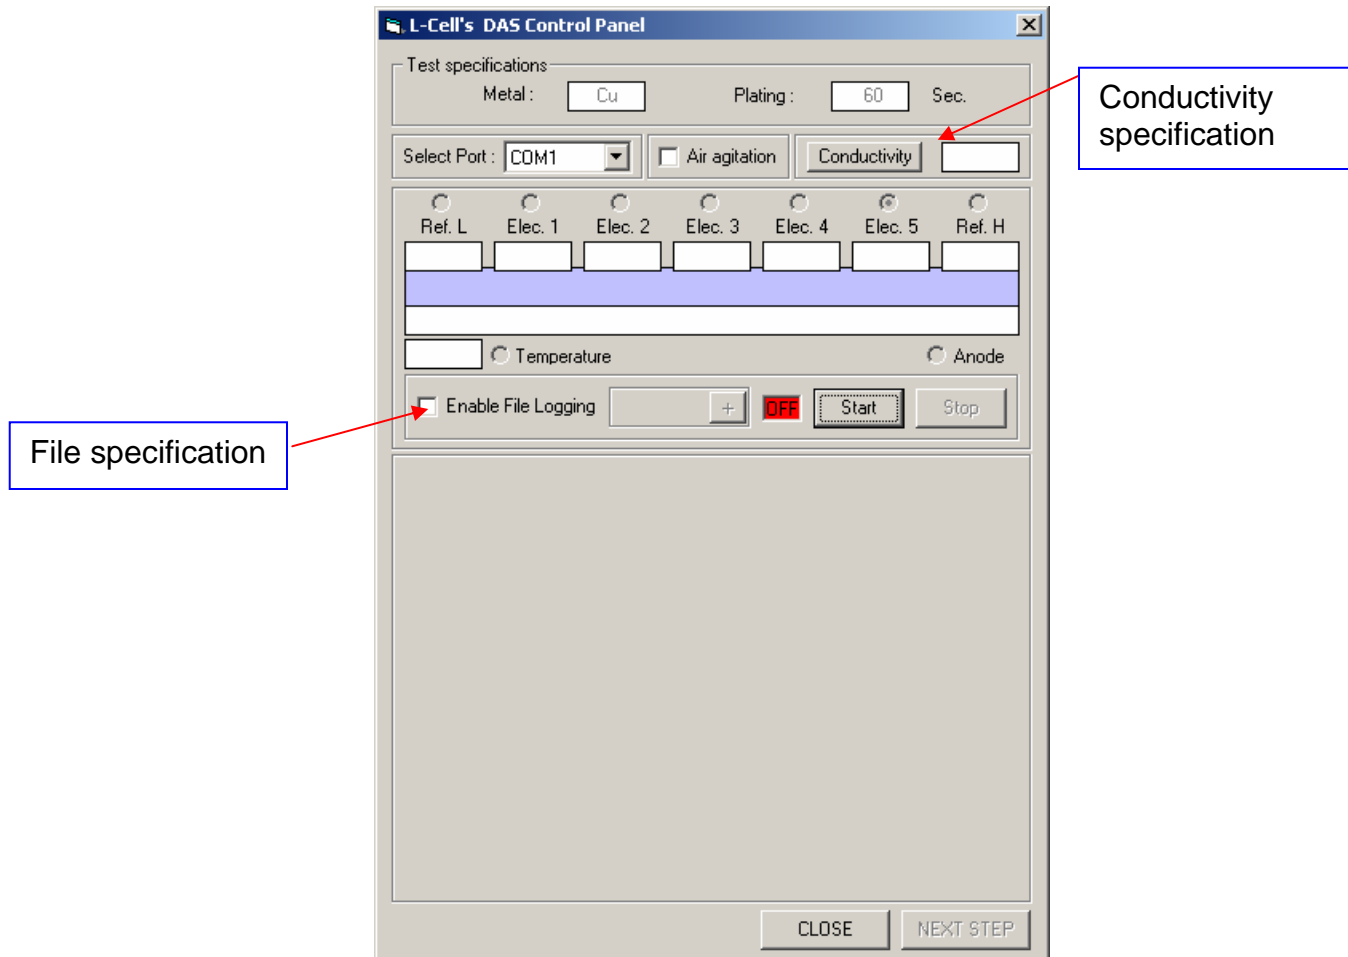 L-Cell's DAS Control Panel
Test specifications
Metal : Cu Plating : 60 Sec.
Conductivity
specification
Select Port : COM1 Air agitation Conductivity
Ref. L Elec. 1 Elec. 2 Elec. 3 Elec. 4 Elec. 5 Ref. H
Temperature Anode
Enable File Logging + OFF Start Stop
File specification
CLOSE NEXT STEP